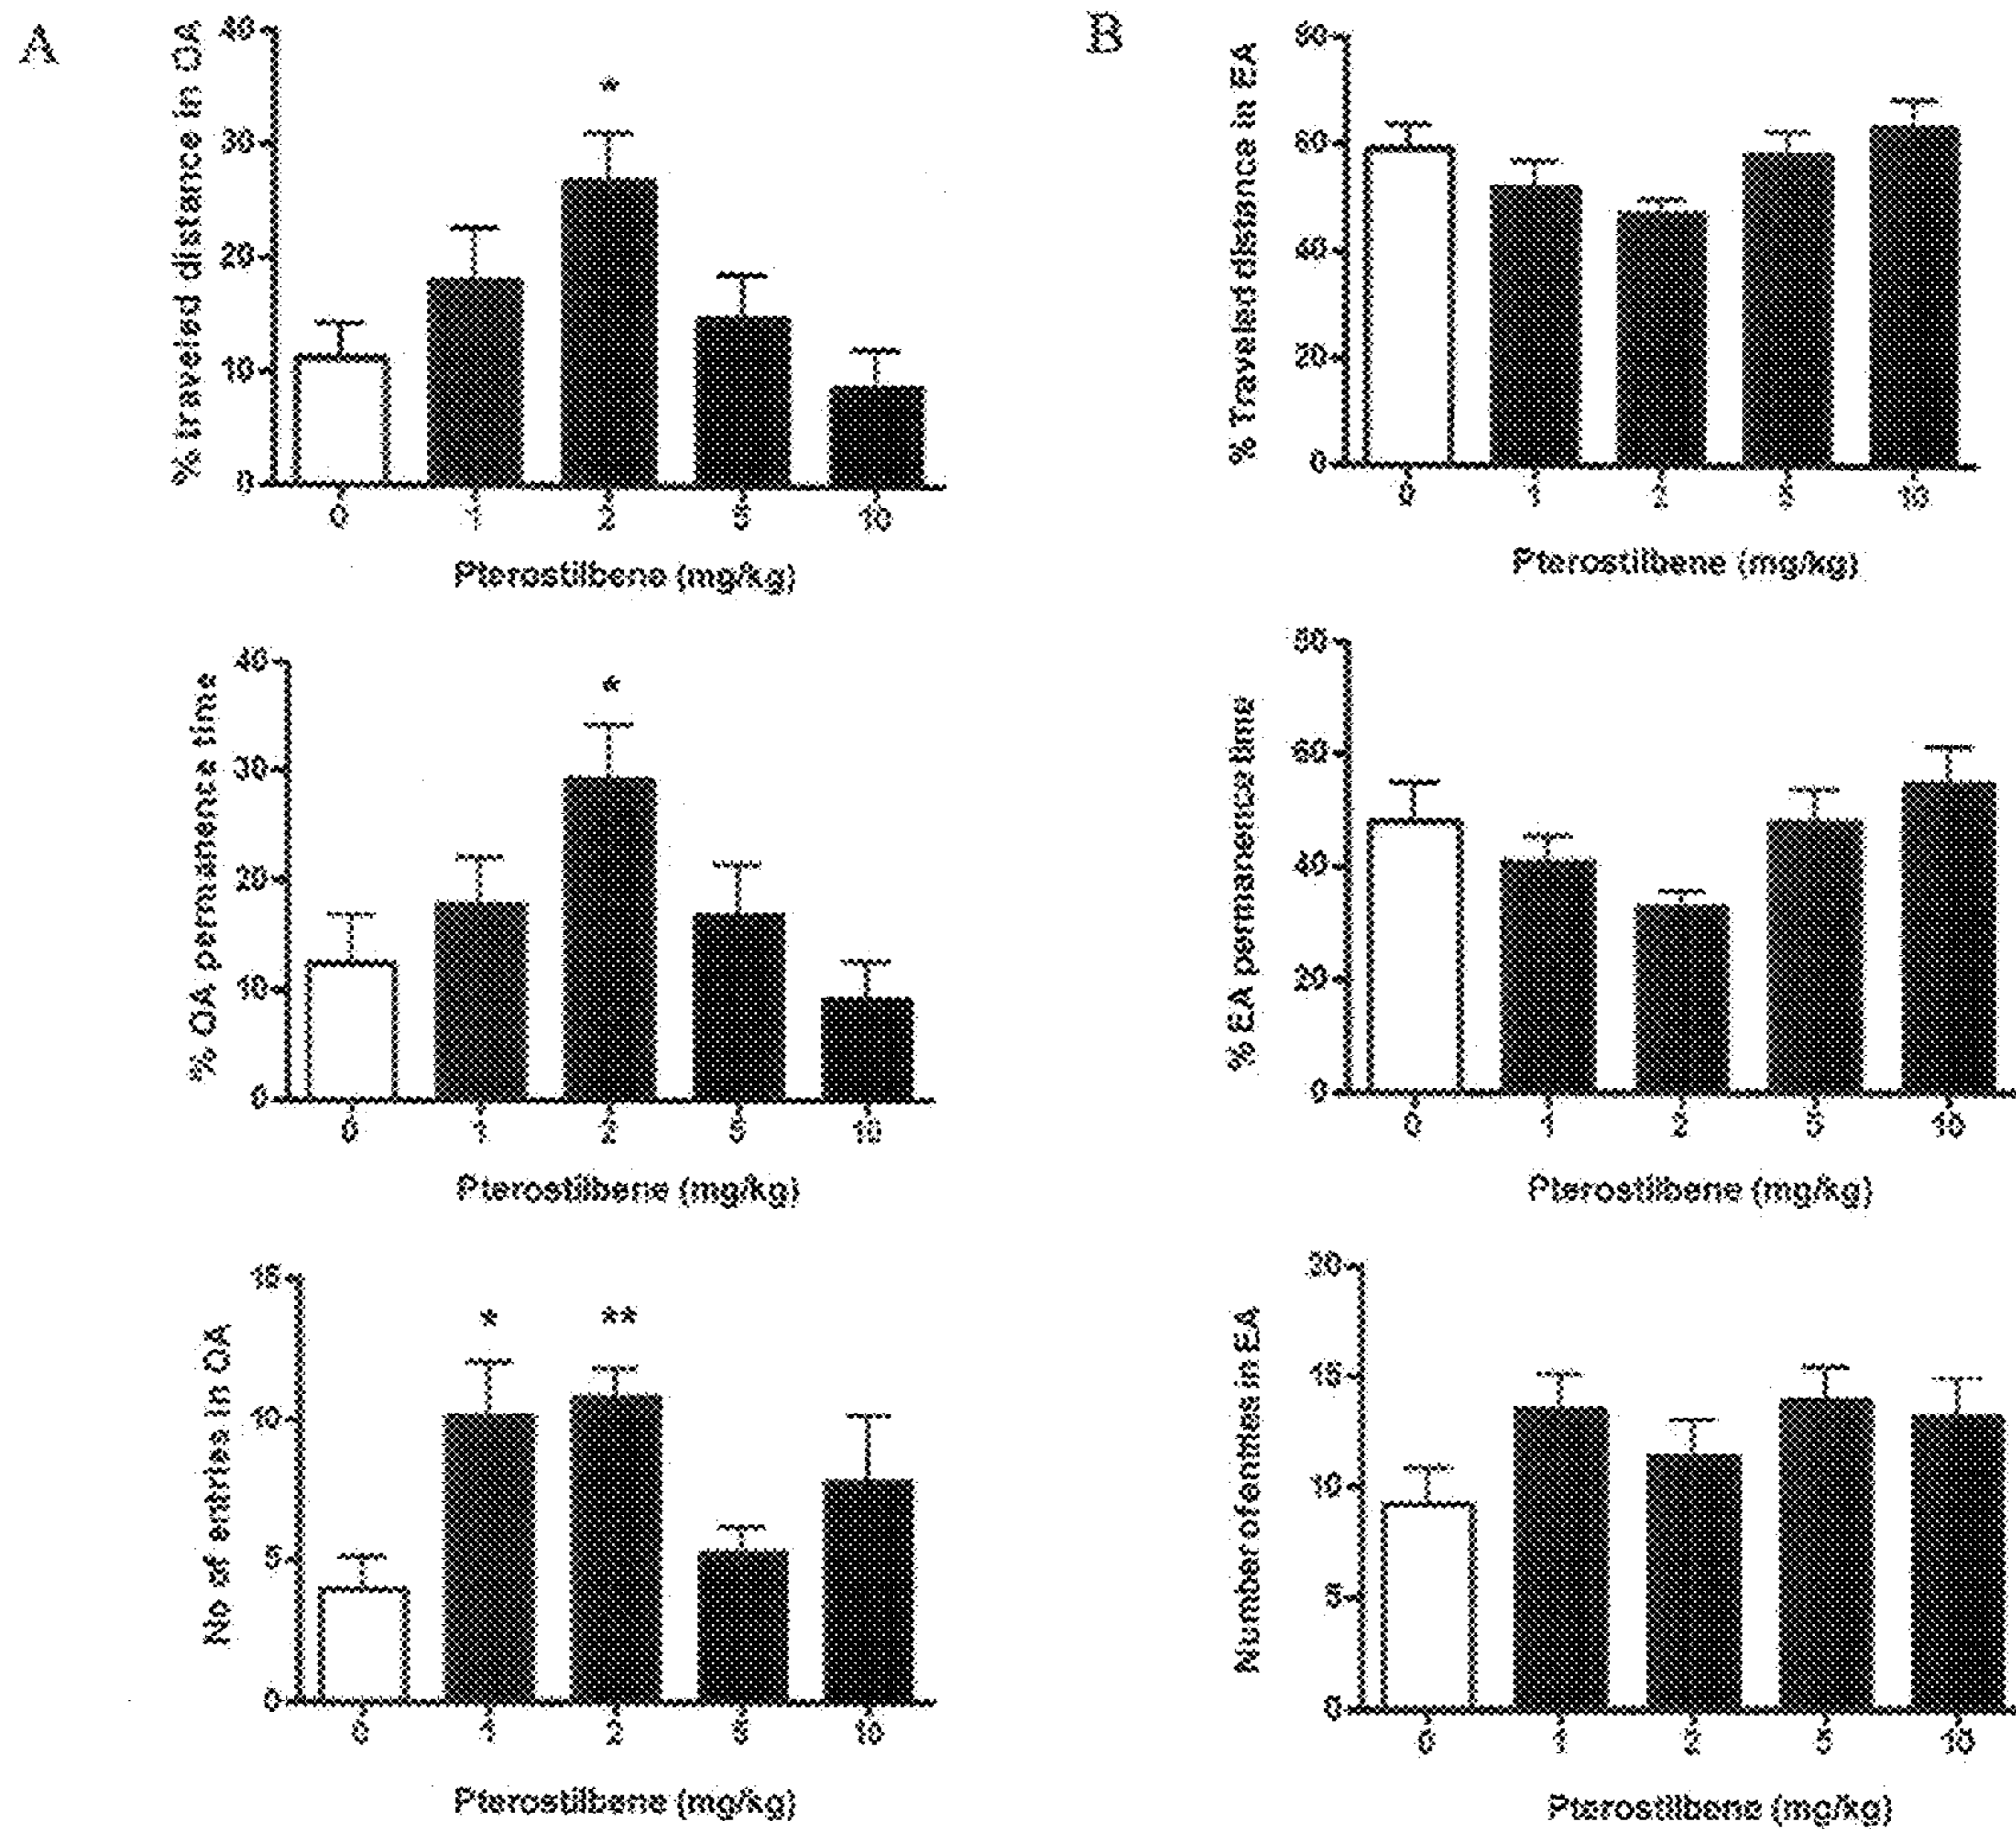 A
% traveled distance in OA
40
*
30
20
10
0
0 1 2 5 10
Pterostilbene (mg/kg)
% OA permanence time
40
*
30
20
10
0
0 1 2 5 10
Pterostilbene (mg/kg)
No of entries in OA
15
* **
10
5
0
0 1 2 5 10
Pterostilbene (mg/kg)
B
% Traveled distance in EA
80
60
40
20
0
0 1 2 5 10
Pterostilbene (mg/kg)
% EA permanence time
80
60
40
20
0
0 1 2 5 10
Pterostilbene (mg/kg)
Number of entries in EA
20
15
10
5
0
0 1 2 5 10
Pterostilbene (mg/kg)